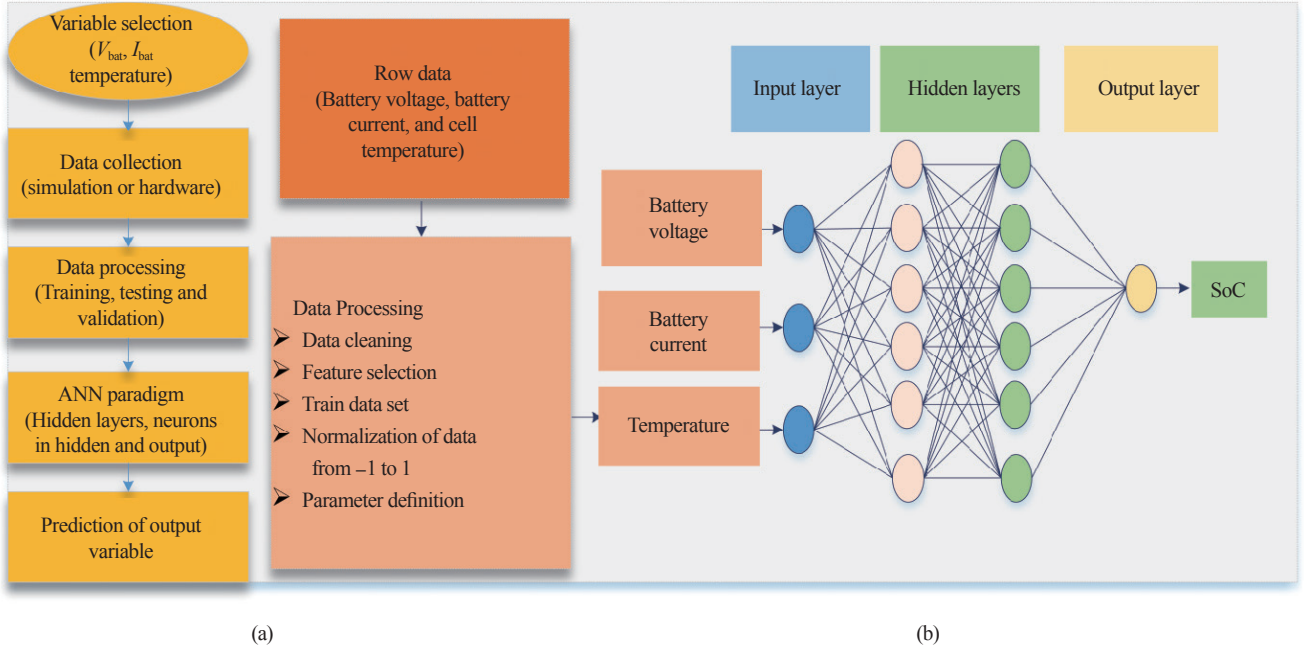 Variable selection
(Vbat, Ibat
temperature)
Data collection
(simulation or hardware)
Data processing
(Training, testing and
validation)
ANN paradigm
(Hidden layers, neurons
in hidden and output)
Prediction of output
variable
Row data
(Battery voltage, battery
current, and cell
temperature)
Data Processing
➢ Data cleaning
➢ Feature selection
➢ Train data set
➢ Normalization of data
from –1 to 1
➢ Parameter definition
Input layer
Hidden layers
Output layer
Battery
voltage
Battery
current
Temperature
SoC
(a)
(b)